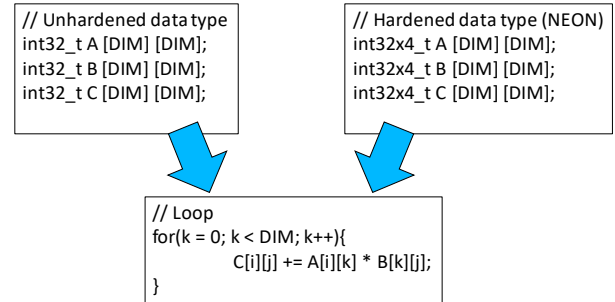 // Unhardened data type
int32_t A [DIM] [DIM];
int32_t B [DIM] [DIM];
int32_t C [DIM] [DIM];
// Hardened data type (NEON)
int32x4_t A [DIM] [DIM];
int32x4_t B [DIM] [DIM];
int32x4_t C [DIM] [DIM];
// Loop
for(k = 0; k < DIM; k++){
C[i][j] += A[i][k] * B[k][j];
}